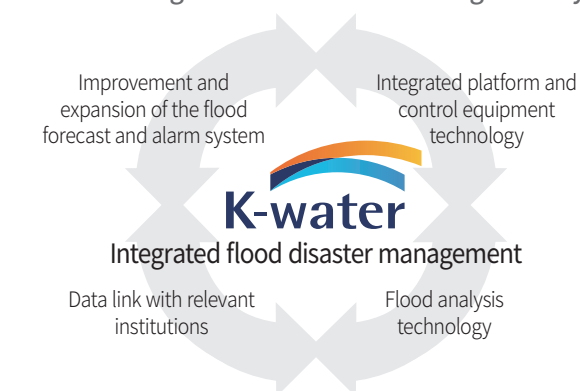 Improvement and
expansion of the flood
forecast and alarm system
Integrated platform and
control equipment
technology
K-water
Integrated flood disaster management
Data link with relevant
institutions
Flood analysis
technology